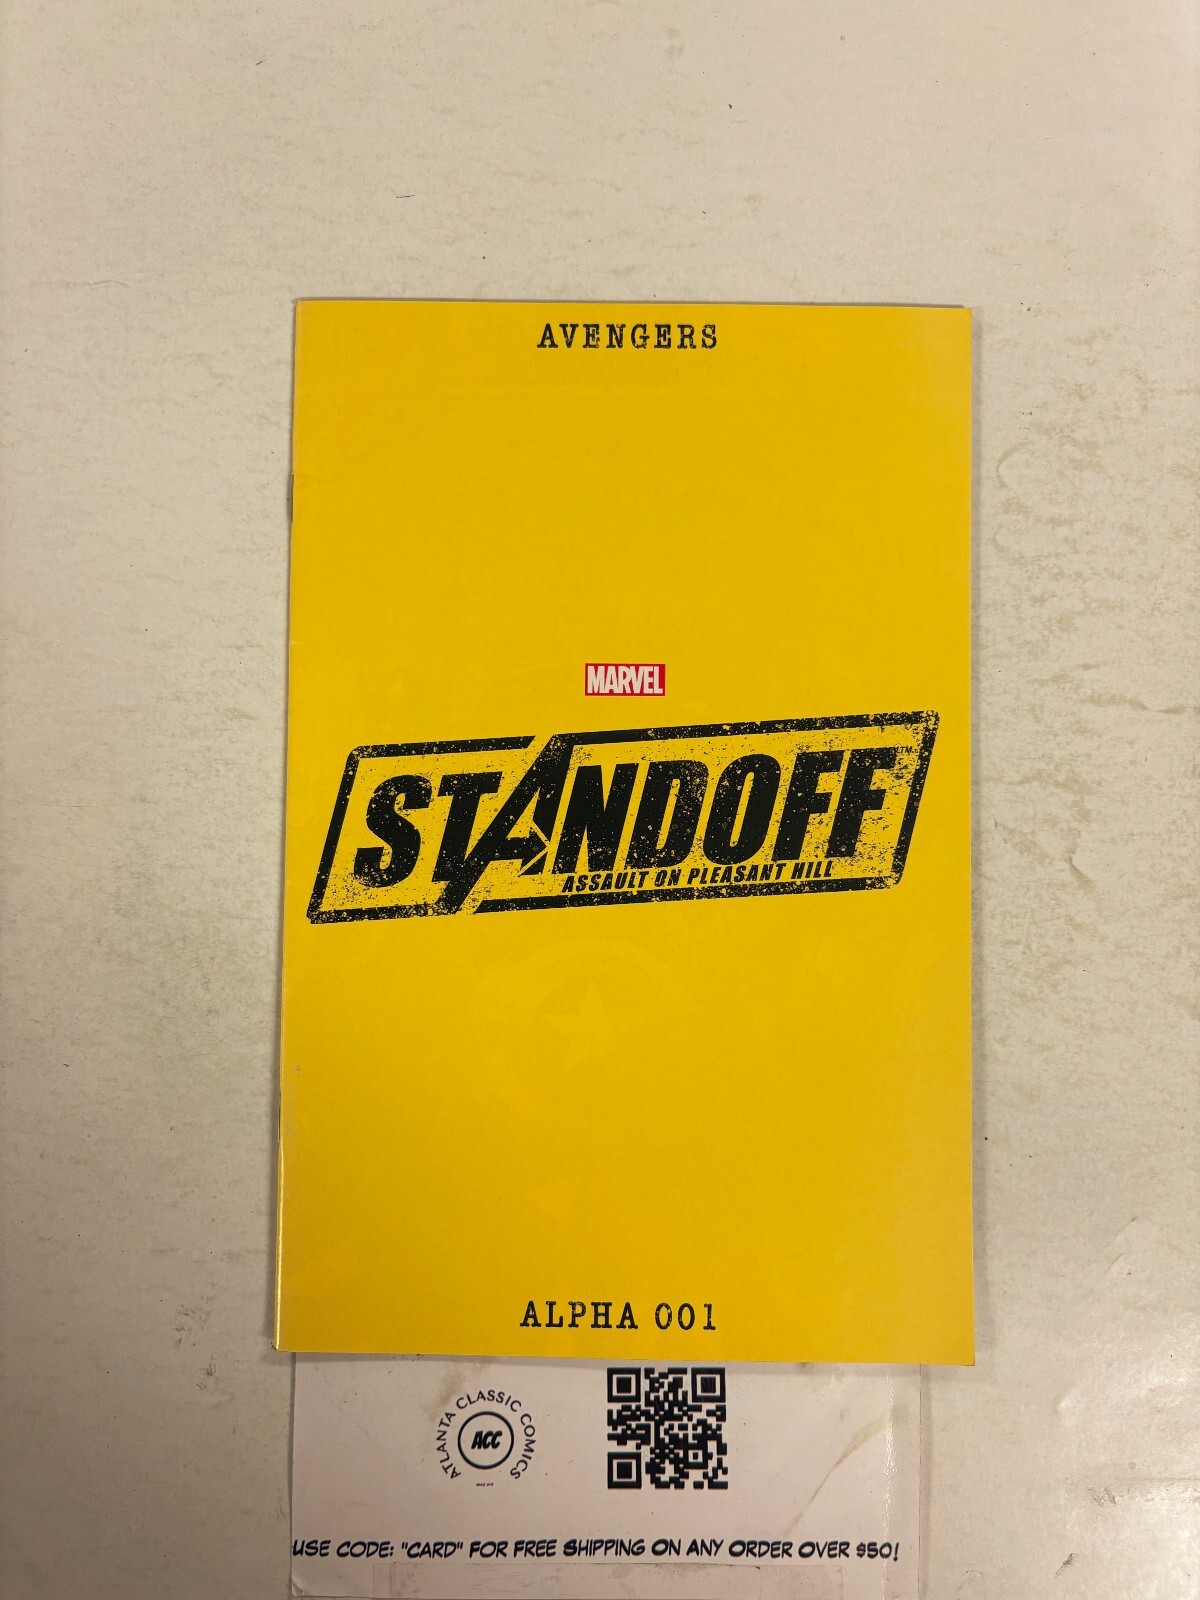 AVENGERS
MARVEL
STANDOFF
TM
ASSAULT ON PLEASANT HILL
ALPHA 001
ATLANTA CLASSIC COMICS
ACC
USE CODE: "CARD" FOR FREE SHIPPING ON ANY ORDER OVER $50!